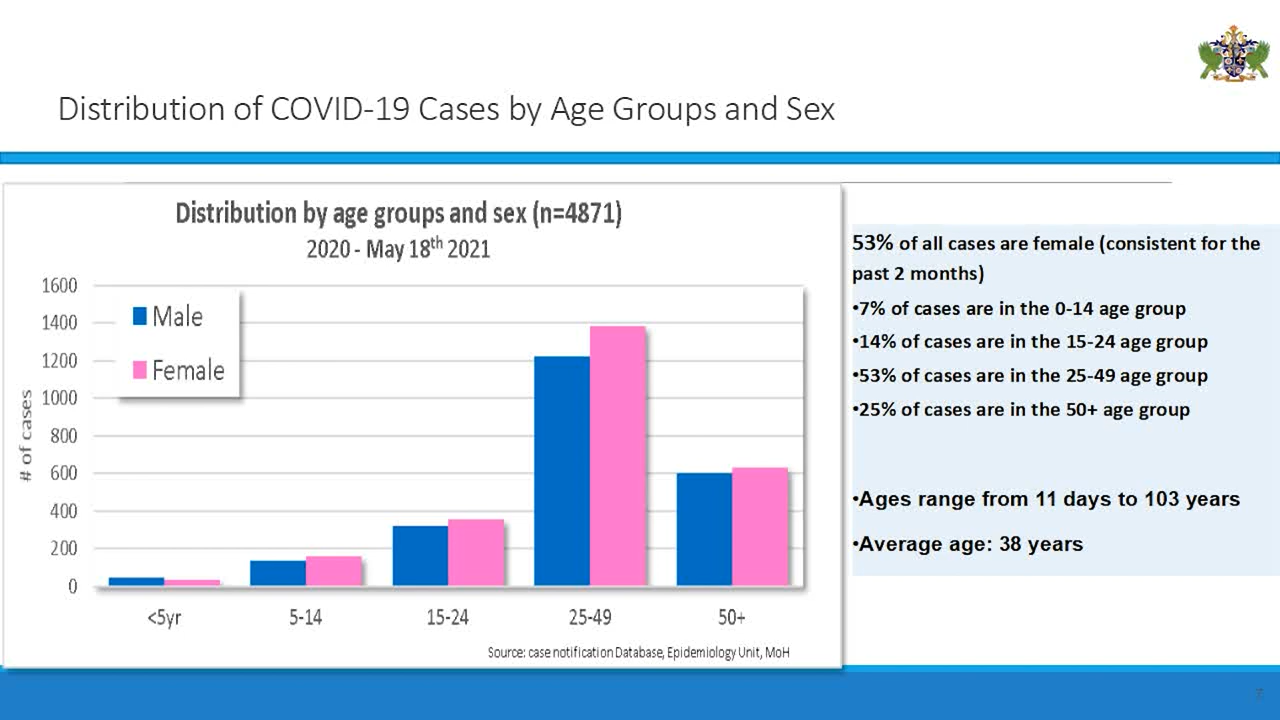 Distribution of COVID-19 Cases by Age Groups and Sex
Distribution by age groups and sex (n=4871)
2020 - May 18th 2021
1600
1400
1200
1000
800
600
400
200
0
# of cases
Male
Female
<5yr
5-14
15-24
25-49
50+
Source: case notification Database, Epidemiology Unit, MoH
53% of all cases are female (consistent for the
past 2 months)
•7% of cases are in the 0-14 age group
•14% of cases are in the 15-24 age group
•53% of cases are in the 25-49 age group
•25% of cases are in the 50+ age group
•Ages range from 11 days to 103 years
•Average age: 38 years
7